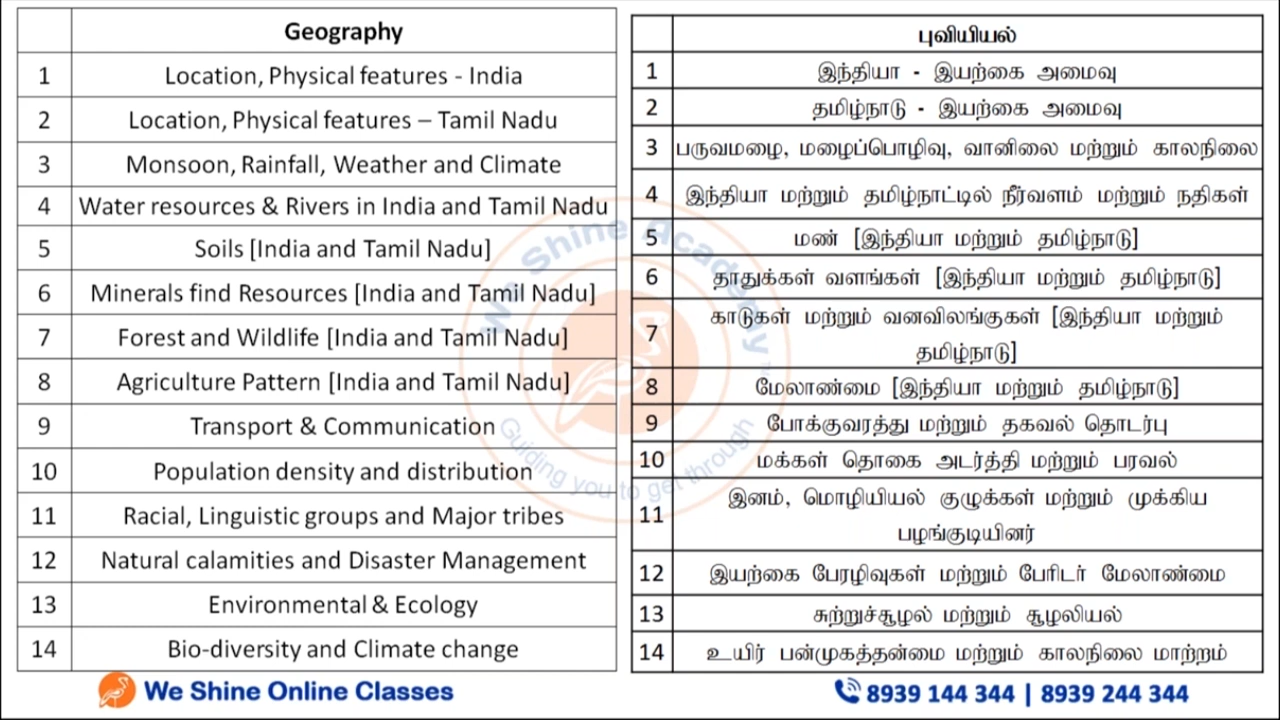 Geography
1 Location, Physical features - India
2 Location, Physical features – Tamil Nadu
3 Monsoon, Rainfall, Weather and Climate
4 Water resources & Rivers in India and Tamil Nadu
5 Soils [India and Tamil Nadu]
6 Minerals find Resources [India and Tamil Nadu]
7 Forest and Wildlife [India and Tamil Nadu]
8 Agriculture Pattern [India and Tamil Nadu]
9 Transport & Communication
10 Population density and distribution
11 Racial, Linguistic groups and Major tribes
12 Natural calamities and Disaster Management
13 Environmental & Ecology
14 Bio-diversity and Climate change
புவியியல்
1 இந்தியா - இயற்கை அமைவு
2 தமிழ்நாடு - இயற்கை அமைவு
3 பருவமழை, மழைப்பொழிவு, வானிலை மற்றும் காலநிலை
4 இந்தியா மற்றும் தமிழ்நாட்டில் நீர்வளம் மற்றும் நதிகள்
5 மண் [இந்தியா மற்றும் தமிழ்நாடு]
6 தாதுக்கள் வளங்கள் [இந்தியா மற்றும் தமிழ்நாடு]
7 காடுகள் மற்றும் வனவிலங்குகள் [இந்தியா மற்றும்
தமிழ்நாடு]
8 மேலாண்மை [இந்தியா மற்றும் தமிழ்நாடு]
9 போக்குவரத்து மற்றும் தகவல் தொடர்பு
10 மக்கள் தொகை அடர்த்தி மற்றும் பரவல்
11 இனம், மொழியியல் குழுக்கள் மற்றும் முக்கிய
பழங்குடியினர்
12 இயற்கை பேரழிவுகள் மற்றும் பேரிடர் மேலாண்மை
13 சுற்றுச்சூழல் மற்றும் சூழலியல்
14 உயிர் பன்முகத்தன்மை மற்றும் காலநிலை மாற்றம்
We Shine Academy
TM
Guiding you to get through
We Shine Online Classes
8939 144 344 | 8939 244 344